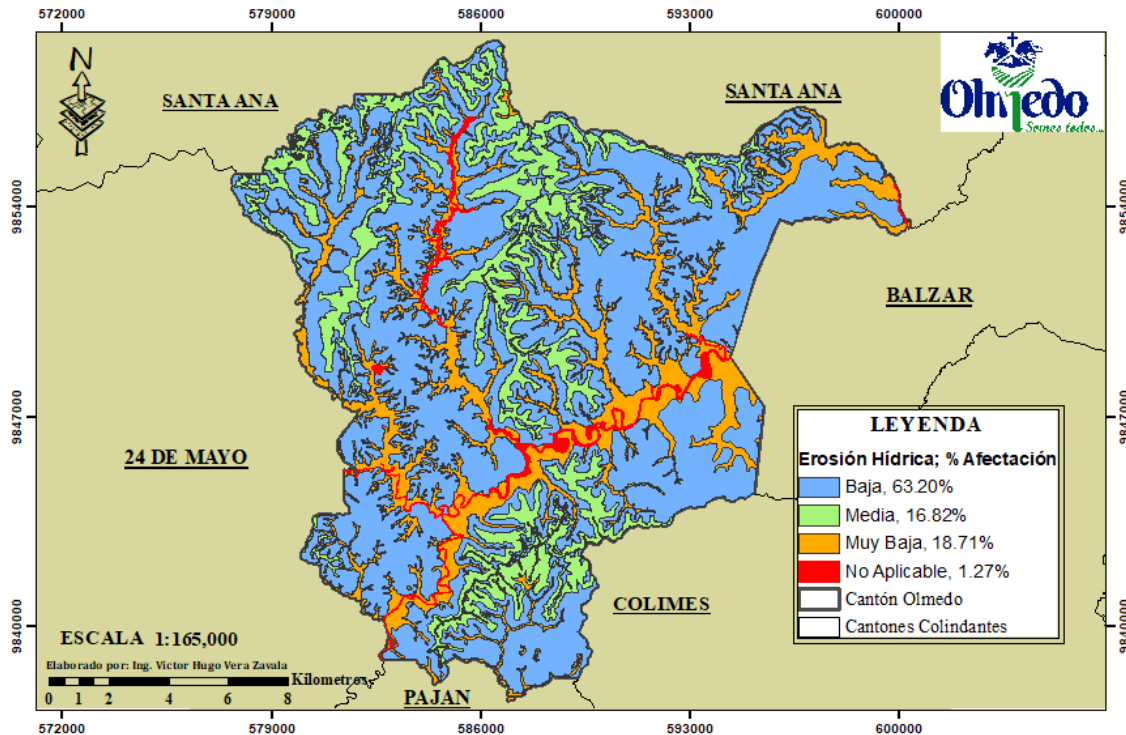 572000 579000 586000 593000 600000
N
SANTA ANA
SANTA ANA
Olmedo
Somos todos...
9854000
9854000
BALZAR
9847000
9847000
24 DE MAYO
LEYENDA
Erosión Hídrica; % Afectación
Baja, 63.20%
Media, 16.82%
Muy Baja, 18.71%
No Aplicable, 1.27%
Cantón Olmedo
Cantones Colindantes
COLIMES
9840000
9840000
ESCALA 1:165,000
Elaborado por: Ing. Victor Hugo Vera Zavala
Kilometros
0 1 2 4 6 8
PAJAN
572000 579000 586000 593000 600000